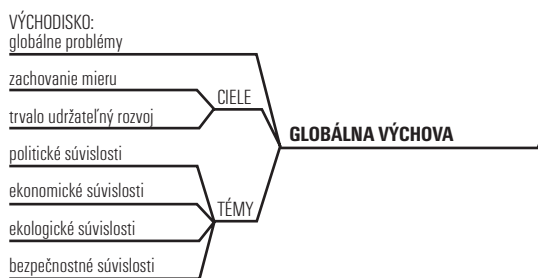 VÝCHODISKO:
globálne problémy
zachovanie mieru
CIELE
trvalo udržateľný rozvoj
GLOBÁLNA VÝCHOVA
politické súvislosti
ekonomické súvislosti
TÉMY
ekologické súvislosti
bezpečnostné súvislosti